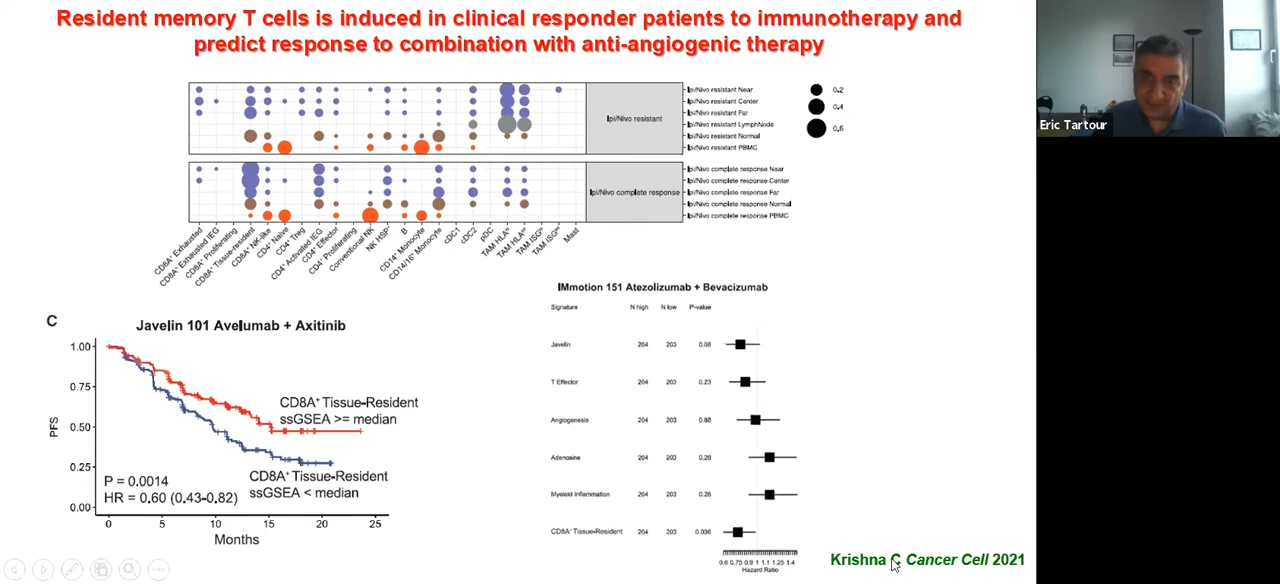 Resident memory T cells is induced in clinical responder patients to immunotherapy and
predict response to combination with anti-angiogenic therapy
Eric Tartour
Ipi/Nivo resistant
Ipi/Nivo resistant Near
Ipi/Nivo resistant Center
Ipi/Nivo resistant Far
Ipi/Nivo resistant LymphNode
Ipi/Nivo resistant Normal
Ipi/Nivo resistant PBMC
0.2
0.4
0.6
Ipi/Nivo complete response
Ipi/Nivo complete response Near
Ipi/Nivo complete response Center
Ipi/Nivo complete response Far
Ipi/Nivo complete response Normal
Ipi/Nivo complete response PBMC
CD8A⁺ Exhausted
CD8A⁺ Exhausted IEG
CD8A⁺ Proliferating
CD8A⁺ Tissue-resident
CD8A⁺ NK-like
CD4⁺ Naive
CD4⁺ Treg
CD4⁺ Activated IEG
CD4⁺ Effector
CD4⁺ Proliferating
Conventional NK
NK HSP⁺
B
CD14⁺ Monocyte
CD14/16⁺ Monocyte
cDC1
cDC2
pDC
TAM HLA
TAM HLA
TAM ISG
TAM ISG
Mast
C
Javelin 101 Avelumab + Axitinib
PFS
1.00
0.75
0.50
0.25
0.00
CD8A⁺ Tissue-Resident
ssGSEA >= median
CD8A⁺ Tissue-Resident
ssGSEA < median
P = 0.0014
HR = 0.60 (0.43-0.82)
0 5 10 15 20 25
Months
IMmotion 151 Atezolizumab + Bevacizumab
Signature N high N low P-value
Javelin 204 203 0.08
T Effector 204 203 0.23
Angiogenesis 204 203 0.88
Adenosine 204 203 0.28
Myeloid Inflammation 204 203 0.26
CD8A⁺ Tissue-Resident 204 203 0.036
0.6 0.75 0.9 1 1.1 1.25 1.4
Hazard Ratio
Krishna C Cancer Cell 2021